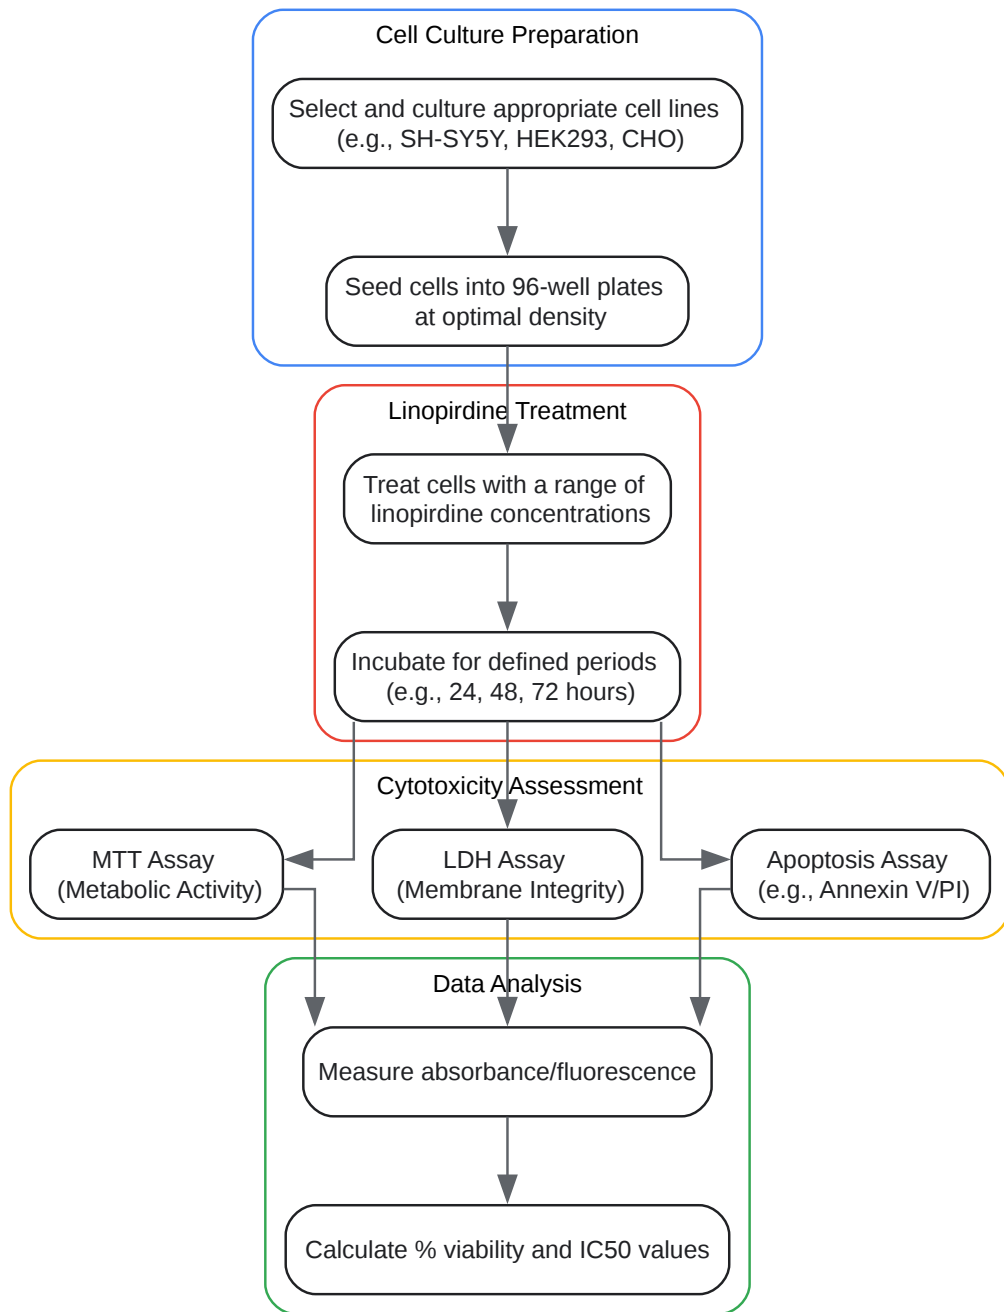 Cell Culture Preparation
Select and culture appropriate cell lines
(e.g., SH-SY5Y, HEK293, CHO)
Seed cells into 96-well plates
at optimal density
Linopirdine Treatment
Treat cells with a range of
linopirdine concentrations
Incubate for defined periods
(e.g., 24, 48, 72 hours)
Cytotoxicity Assessment
MTT Assay
(Metabolic Activity)
LDH Assay
(Membrane Integrity)
Apoptosis Assay
(e.g., Annexin V/PI)
Data Analysis
Measure absorbance/fluorescence
Calculate % viability and IC50 values